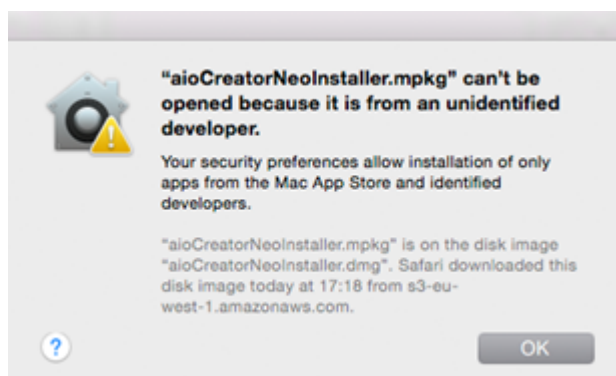 “aioCreatorNeoInstaller.mpkg” can’t be
opened because it is from an unidentified
developer.
Your security preferences allow installation of only
apps from the Mac App Store and identified
developers.
“aioCreatorNeoInstaller.mpkg” is on the disk image
“aioCreatorNeoInstaller.dmg”. Safari downloaded this
disk image today at 17:18 from s3-eu-
west-1.amazonaws.com.
?
OK